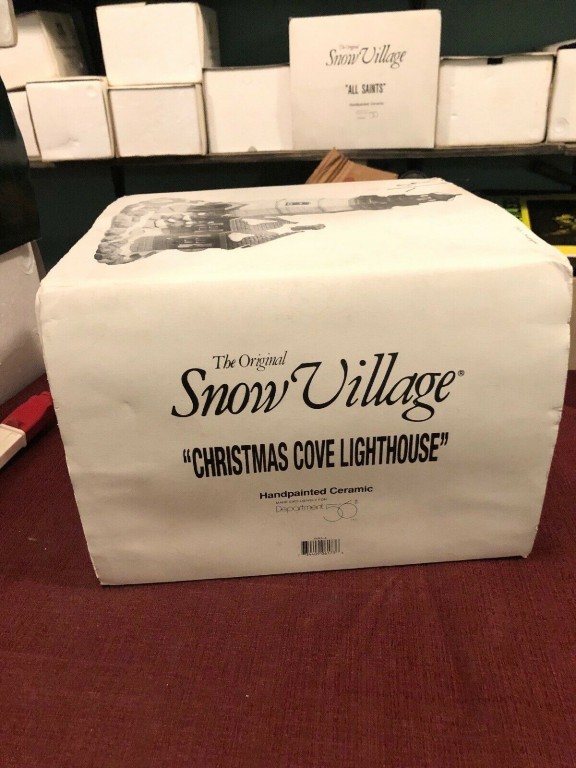 The Original
Snow Village
"ALL SAINTS"
The Original
Snow Village®
"CHRISTMAS COVE LIGHTHOUSE"
Handpainted Ceramic
Department 56®